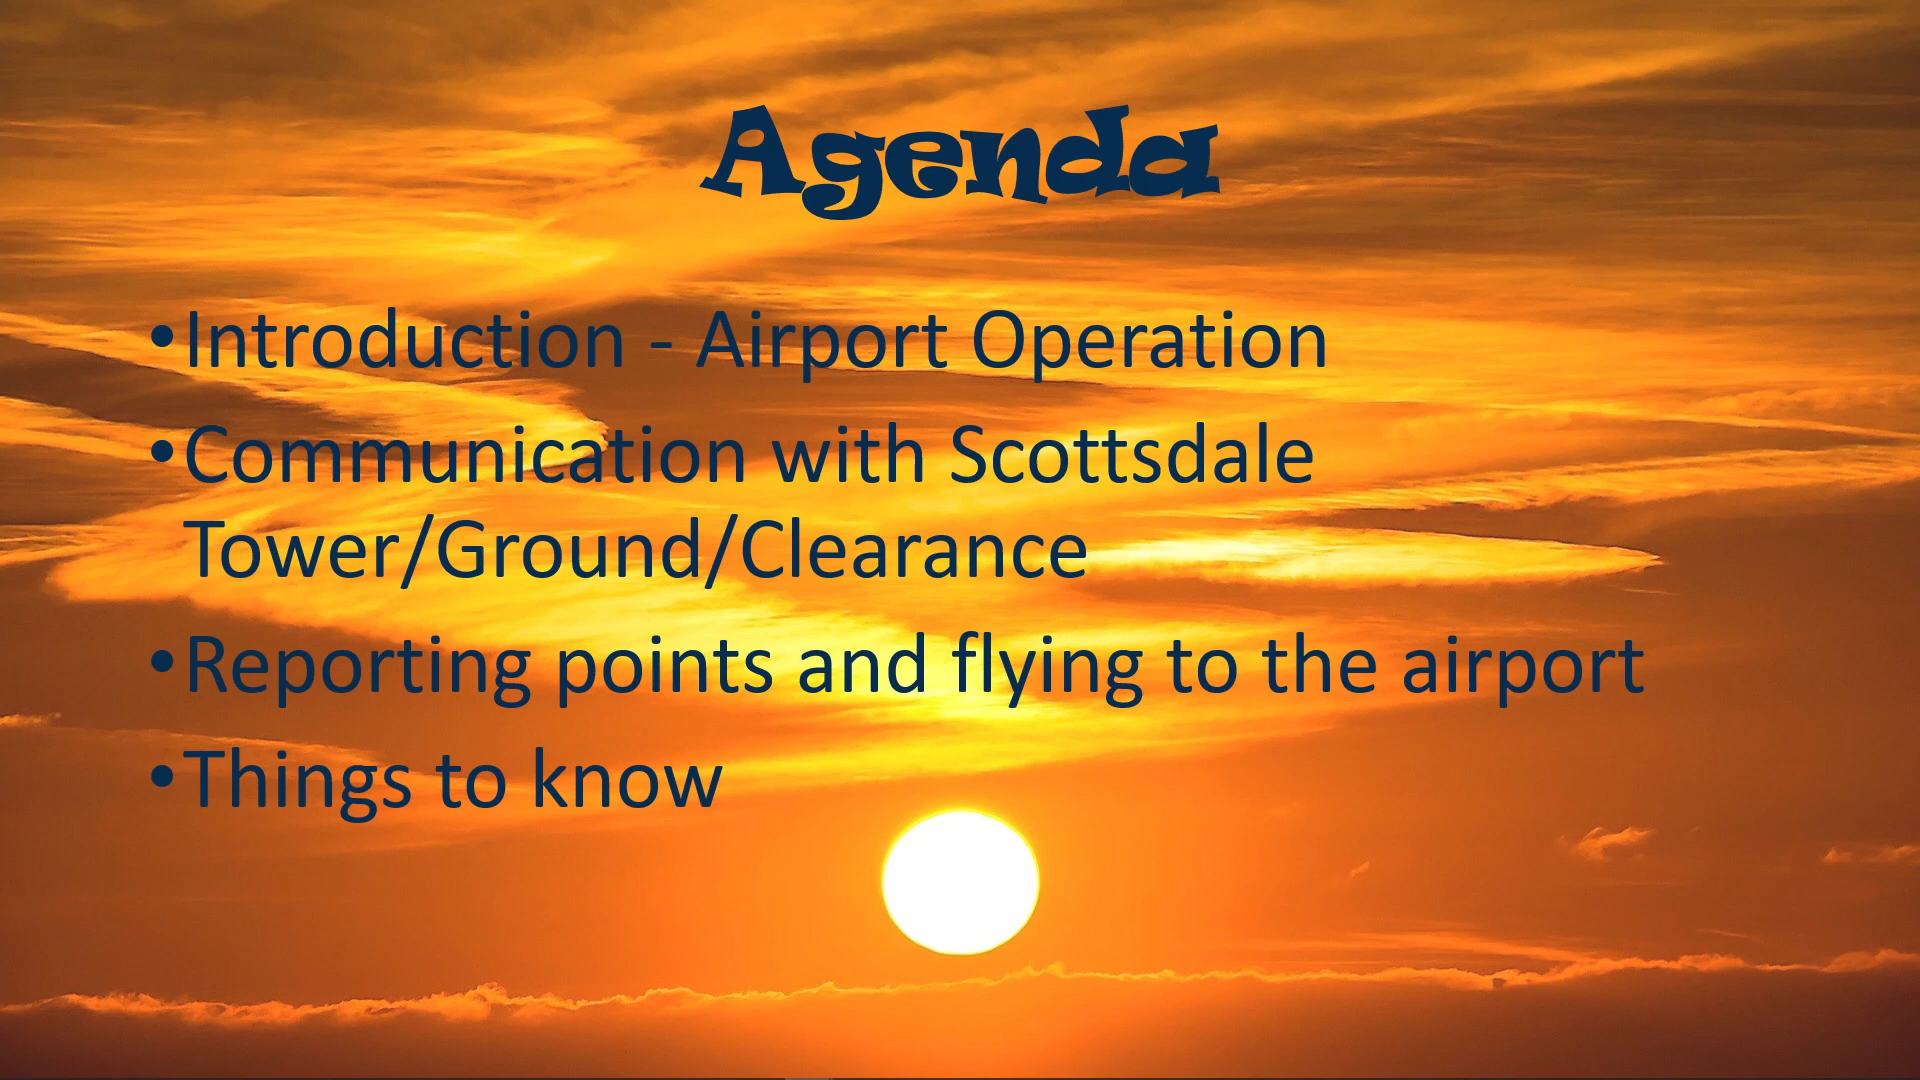 Agenda
•Introduction - Airport Operation
•Communication with Scottsdale
Tower/Ground/Clearance
•Reporting points and flying to the airport
•Things to know